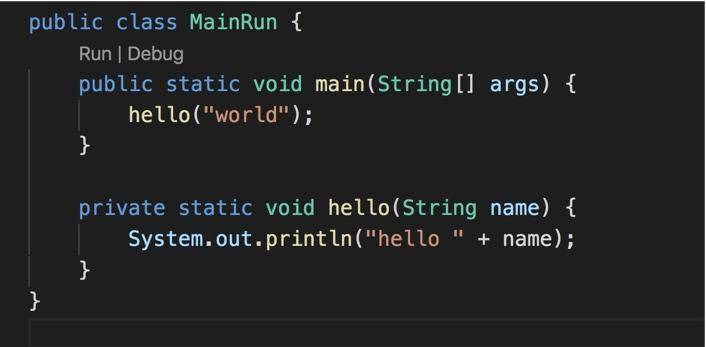 public class MainRun {
Run | Debug
public static void main(String[] args) {
hello("world");
}
private static void hello(String name) {
System.out.println("hello " + name);
}
}